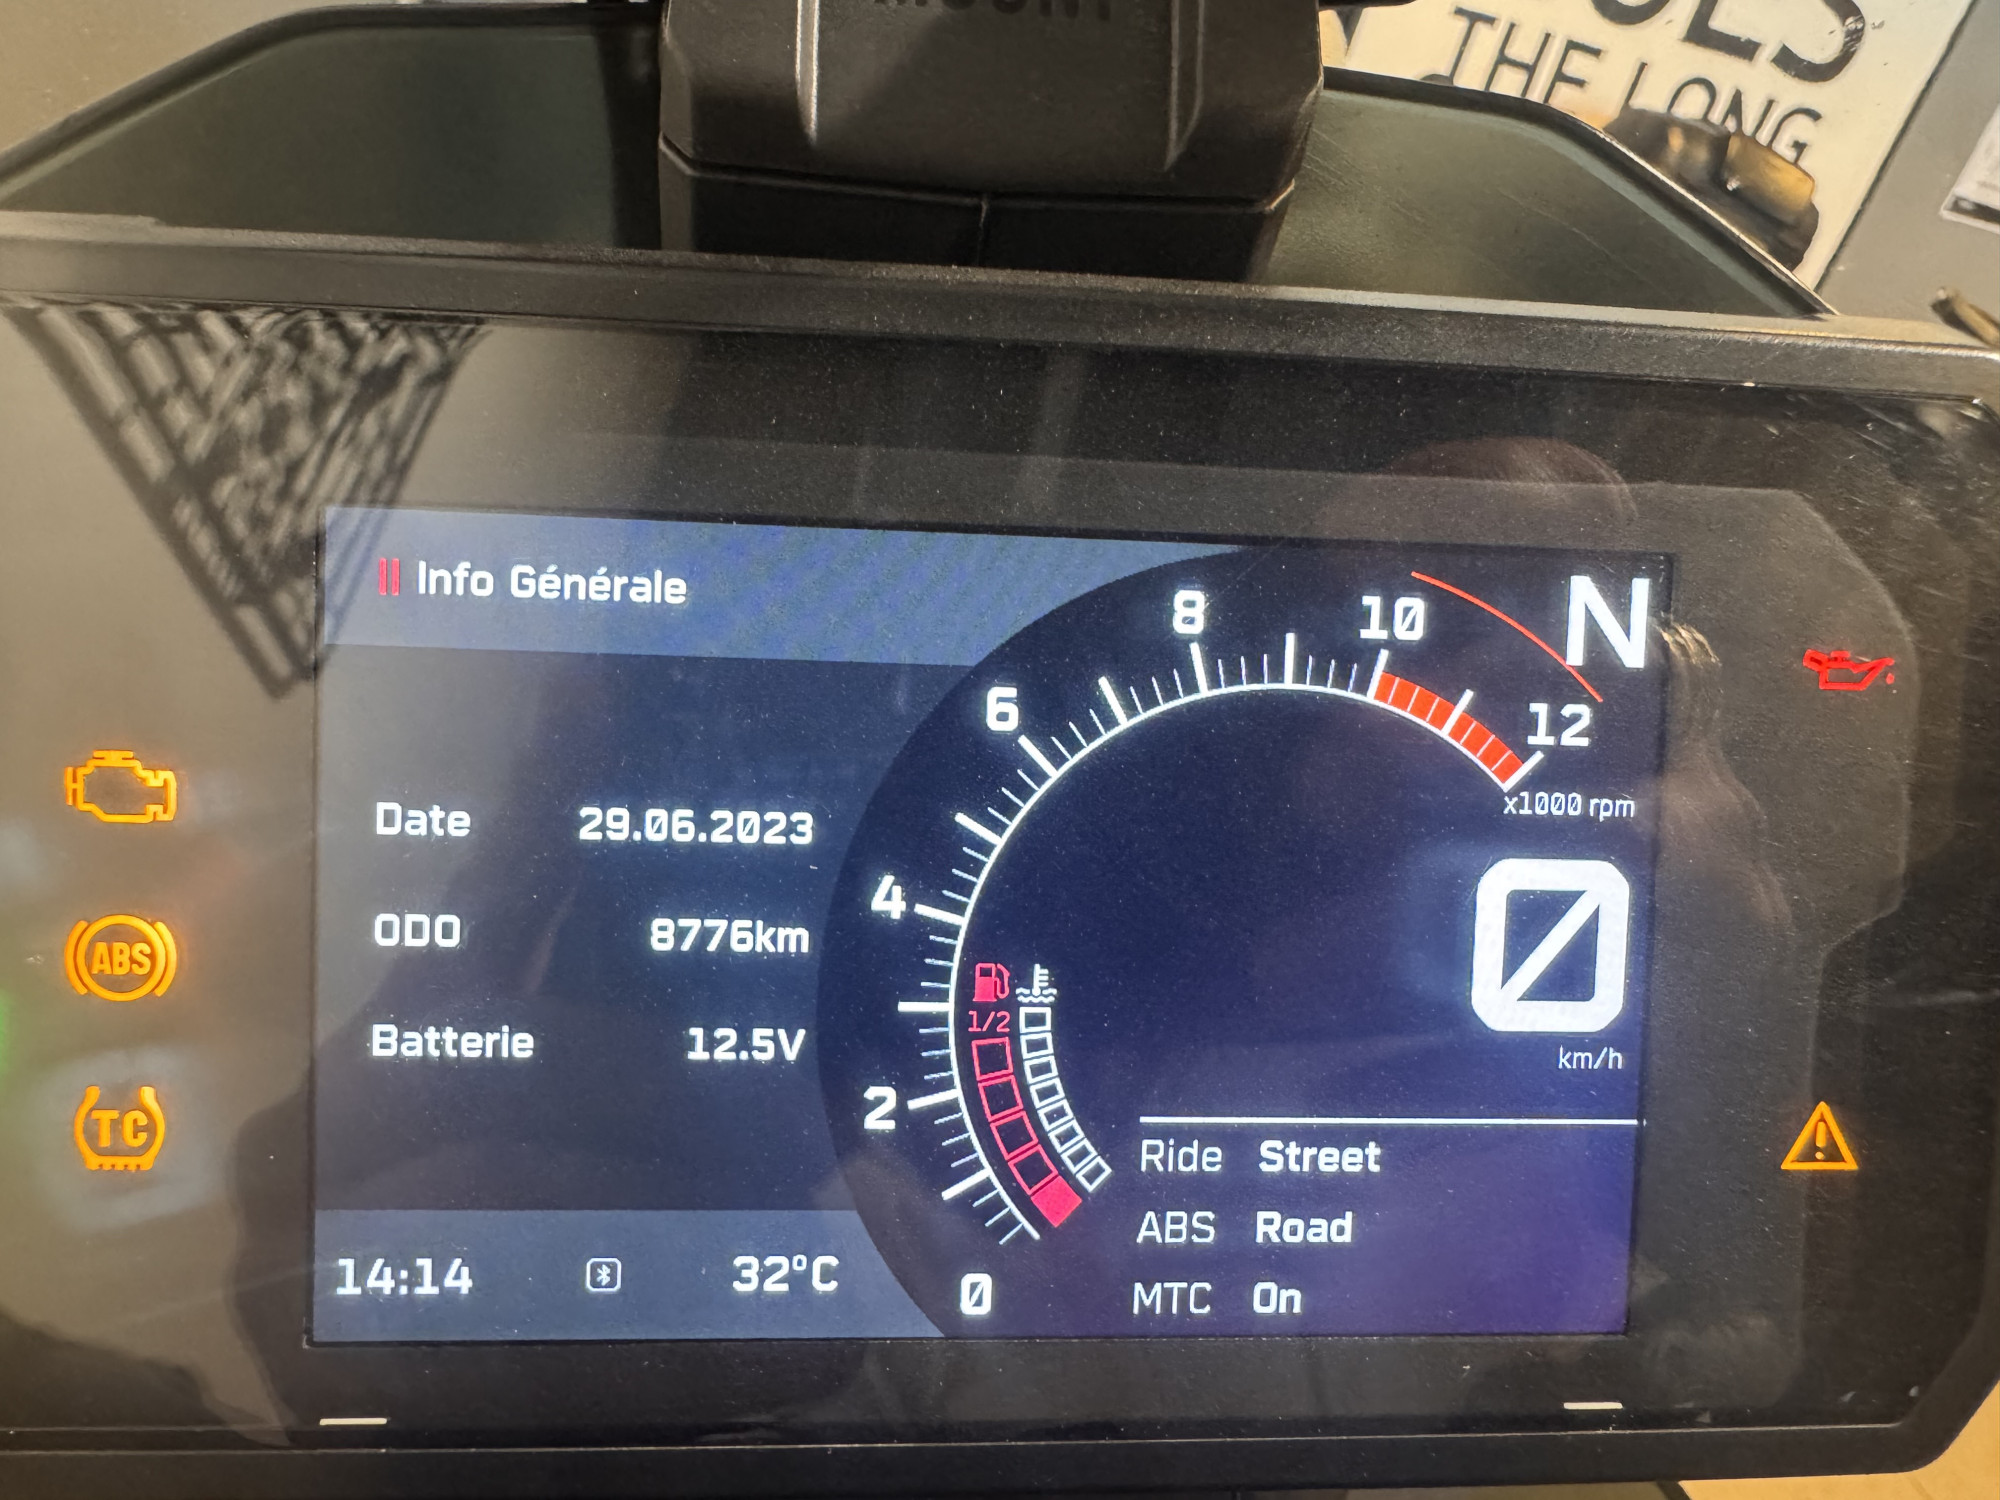 MOUNT
THE LONG
Info Générale
N
8
10
6
12
x1000 rpm
Date 29.06.2023
4
ODO 8776km
0
ABS
1/2
Batterie 12.5V
km/h
2
TC
Ride Street
ABS Road
14:14 32°C
0
MTC On